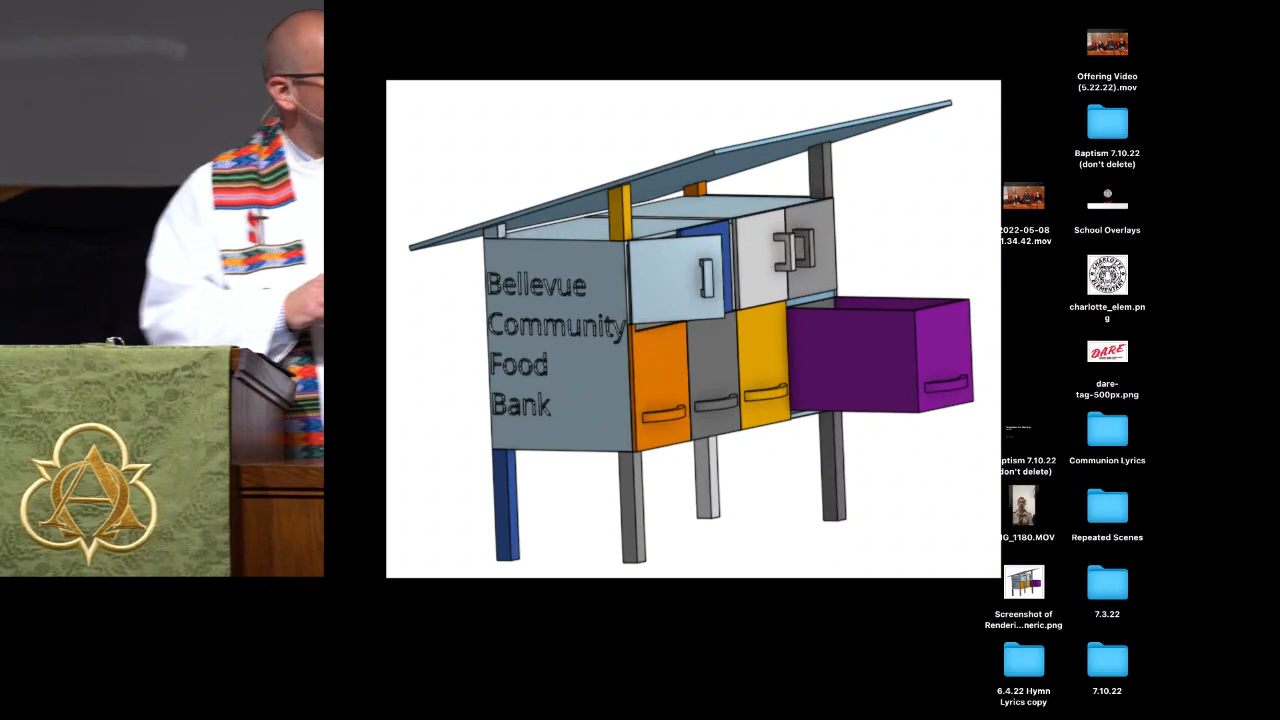 Bellevue
Community
Food
Bank
Offering Video
(5.22.22).mov
Baptism 7.10.22
(don't delete)
2022-05-08
1.34.42.mov
School Overlays
CHARLOTTE
ELEMENTARY
charlotte_elem.pn
g
DARE
dare-
tag-500px.png
ptism 7.10.22
don't delete)
Communion Lyrics
G_1180.MOV
Repeated Scenes
Screenshot of
Renderi...neric.png
7.3.22
6.4.22 Hymn
Lyrics copy
7.10.22